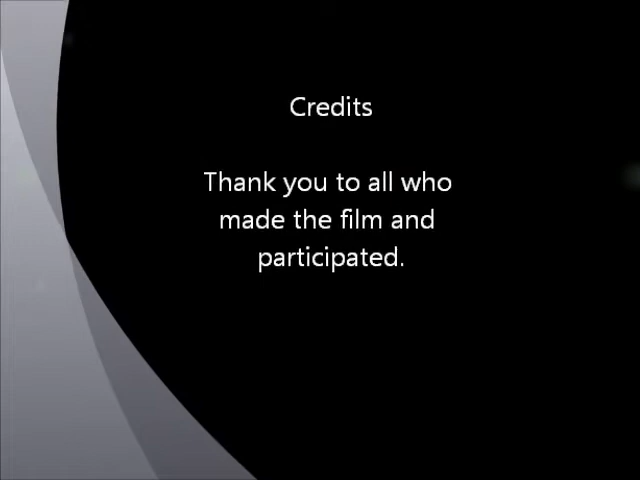 Credits
Thank you to all who
made the film and
participated.